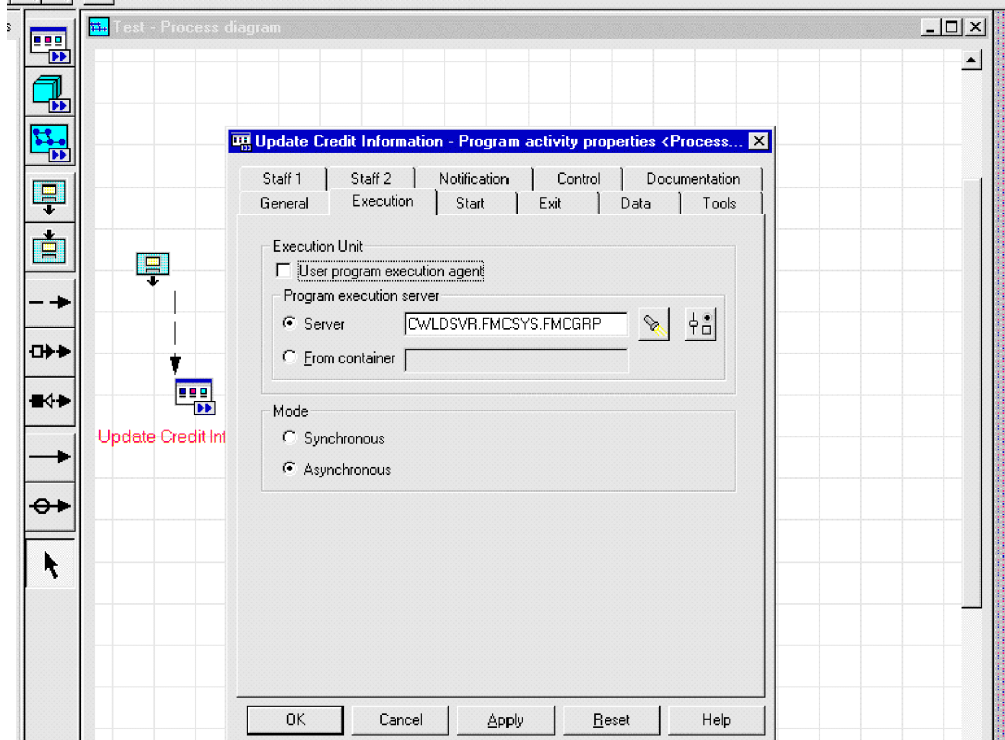 Test - Process diagram
Update Credit Information - Program activity properties <Process...
Staff 1 Staff 2 Notification Control Documentation
General Execution Start Exit Data Tools
Execution Unit
User program execution agent
Program execution server
Server CWLDSVR.FMCSYS.FMCGRP
From container
Mode
Synchronous
Asynchronous
Update Credit Inf
OK Cancel Apply Reset Help